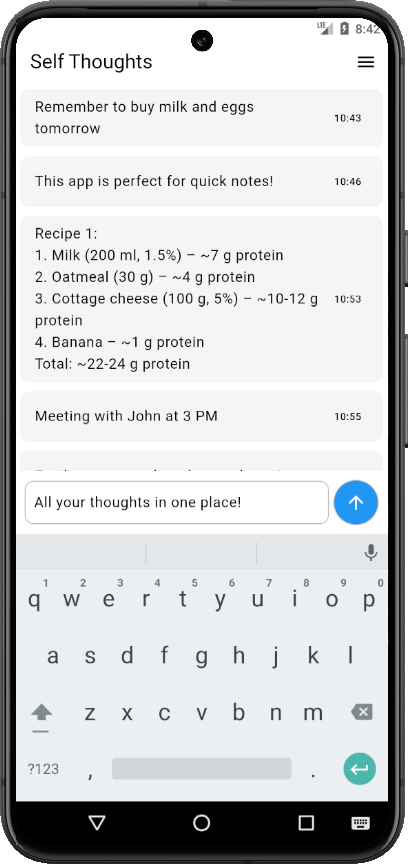 LTE 8:42
Self Thoughts
Remember to buy milk and eggs
tomorrow
10:43
This app is perfect for quick notes!
10:46
Recipe 1:
1. Milk (200 ml, 1.5%) – ~7 g protein
2. Oatmeal (30 g) – ~4 g protein
3. Cottage cheese (100 g, 5%) – ~10-12 g
protein
4. Banana – ~1 g protein
Total: ~22-24 g protein
10:53
Meeting with John at 3 PM
10:55
All your thoughts in one place!
1 2 3 4 5 6 7 8 9 0
q w e r t y u i o p
a s d f g h j k l
z x c v b n m
?123 , .